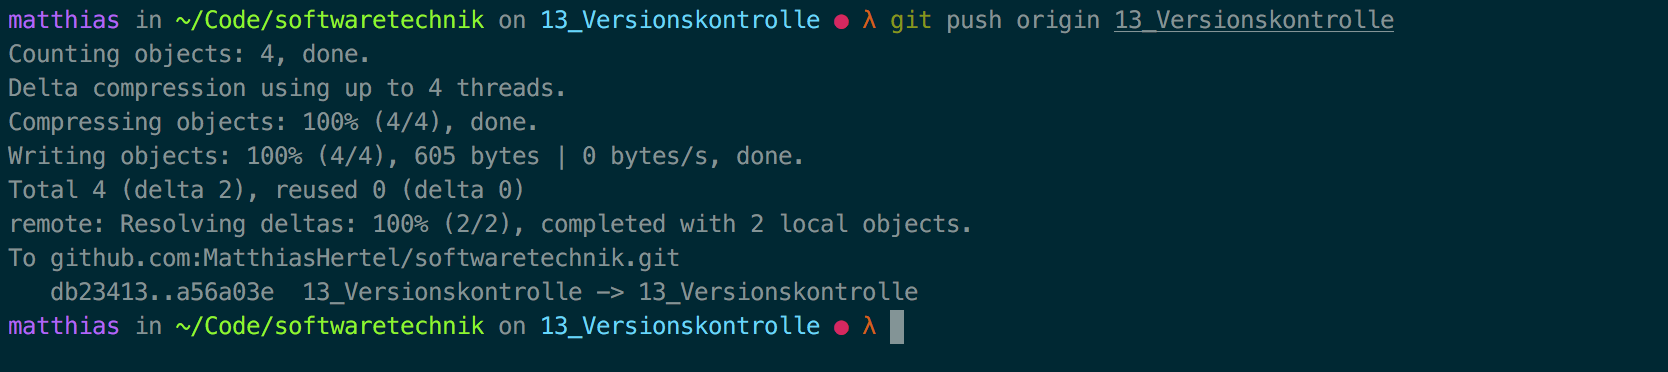 matthias in ~/Code/softwaretechnik on 13_Versionskontrolle ● λ git push origin 13_Versionskontrolle
Counting objects: 4, done.
Delta compression using up to 4 threads.
Compressing objects: 100% (4/4), done.
Writing objects: 100% (4/4), 605 bytes | 0 bytes/s, done.
Total 4 (delta 2), reused 0 (delta 0)
remote: Resolving deltas: 100% (2/2), completed with 2 local objects.
To github.com:MatthiasHertel/softwaretechnik.git
   db23413..a56a03e  13_Versionskontrolle -> 13_Versionskontrolle
matthias in ~/Code/softwaretechnik on 13_Versionskontrolle ● λ